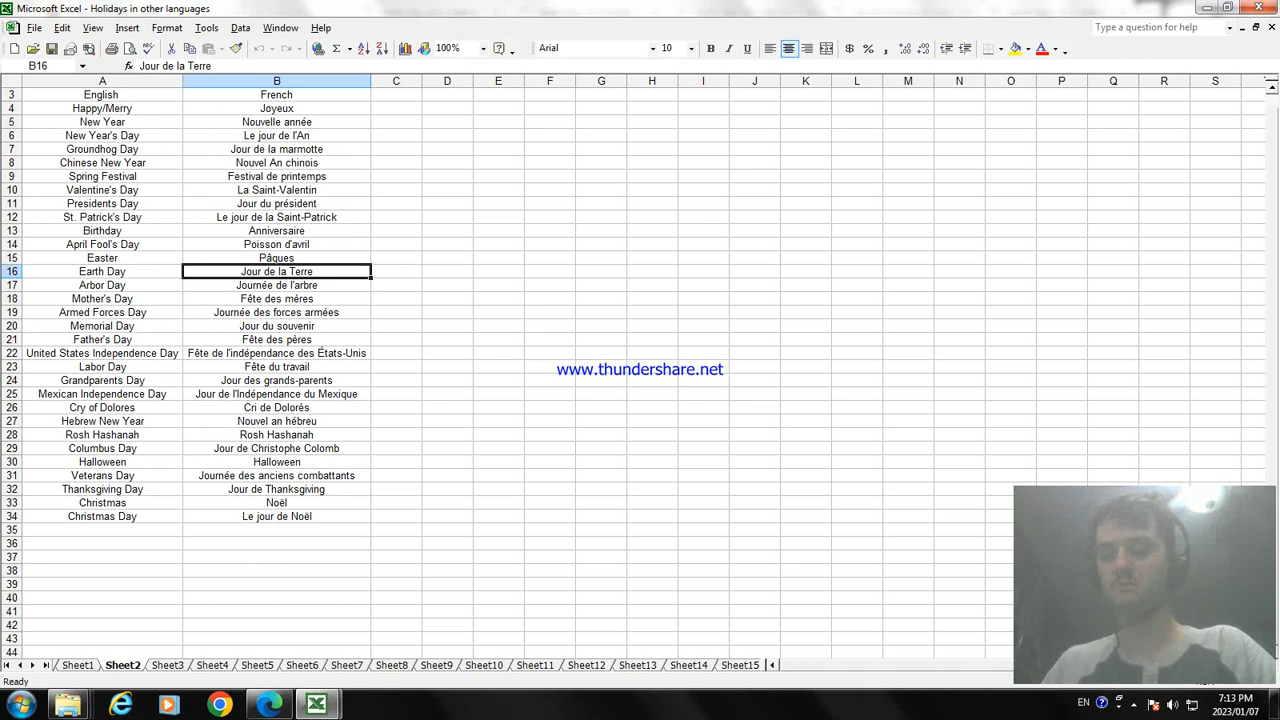 Microsoft Excel - Holidays in other languages
File Edit View Insert Format Tools Data Window Help
Type a question for help
100% Arial 10 B I U $ % ,
B16 fx Jour de la Terre
A B C D E F G H I J K L M N O P Q R S
3 English French
4 Happy/Merry Joyeux
5 New Year Nouvelle année
6 New Year's Day Le jour de l'An
7 Groundhog Day Jour de la marmotte
8 Chinese New Year Nouvel An chinois
9 Spring Festival Festival de printemps
10 Valentine's Day La Saint-Valentin
11 Presidents Day Jour du président
12 St. Patrick's Day Le jour de la Saint-Patrick
13 Birthday Anniversaire
14 April Fool's Day Poisson d'avril
15 Easter Pâques
16 Earth Day Jour de la Terre
17 Arbor Day Journée de l'arbre
18 Mother's Day Fête des mères
19 Armed Forces Day Journée des forces armées
20 Memorial Day Jour du souvenir
21 Father's Day Fête des pères
22 United States Independence Day Fête de l'indépendance des États-Unis
23 Labor Day Fête du travail
www.thundershare.net
24 Grandparents Day Jour des grands-parents
25 Mexican Independence Day Jour de l'Indépendance du Mexique
26 Cry of Dolores Cri de Dolorès
27 Hebrew New Year Nouvel an hébreu
28 Rosh Hashanah Rosh Hashanah
29 Columbus Day Jour de Christophe Colomb
30 Halloween Halloween
31 Veterans Day Journée des anciens combattants
32 Thanksgiving Day Jour de Thanksgiving
33 Christmas Noël
34 Christmas Day Le jour de Noël
35
36
37
38
39
40
41
42
43
44
Sheet1 Sheet2 Sheet3 Sheet4 Sheet5 Sheet6 Sheet7 Sheet8 Sheet9 Sheet10 Sheet11 Sheet12 Sheet13 Sheet14 Sheet15
Ready
EN 7:13 PM
2023/01/07